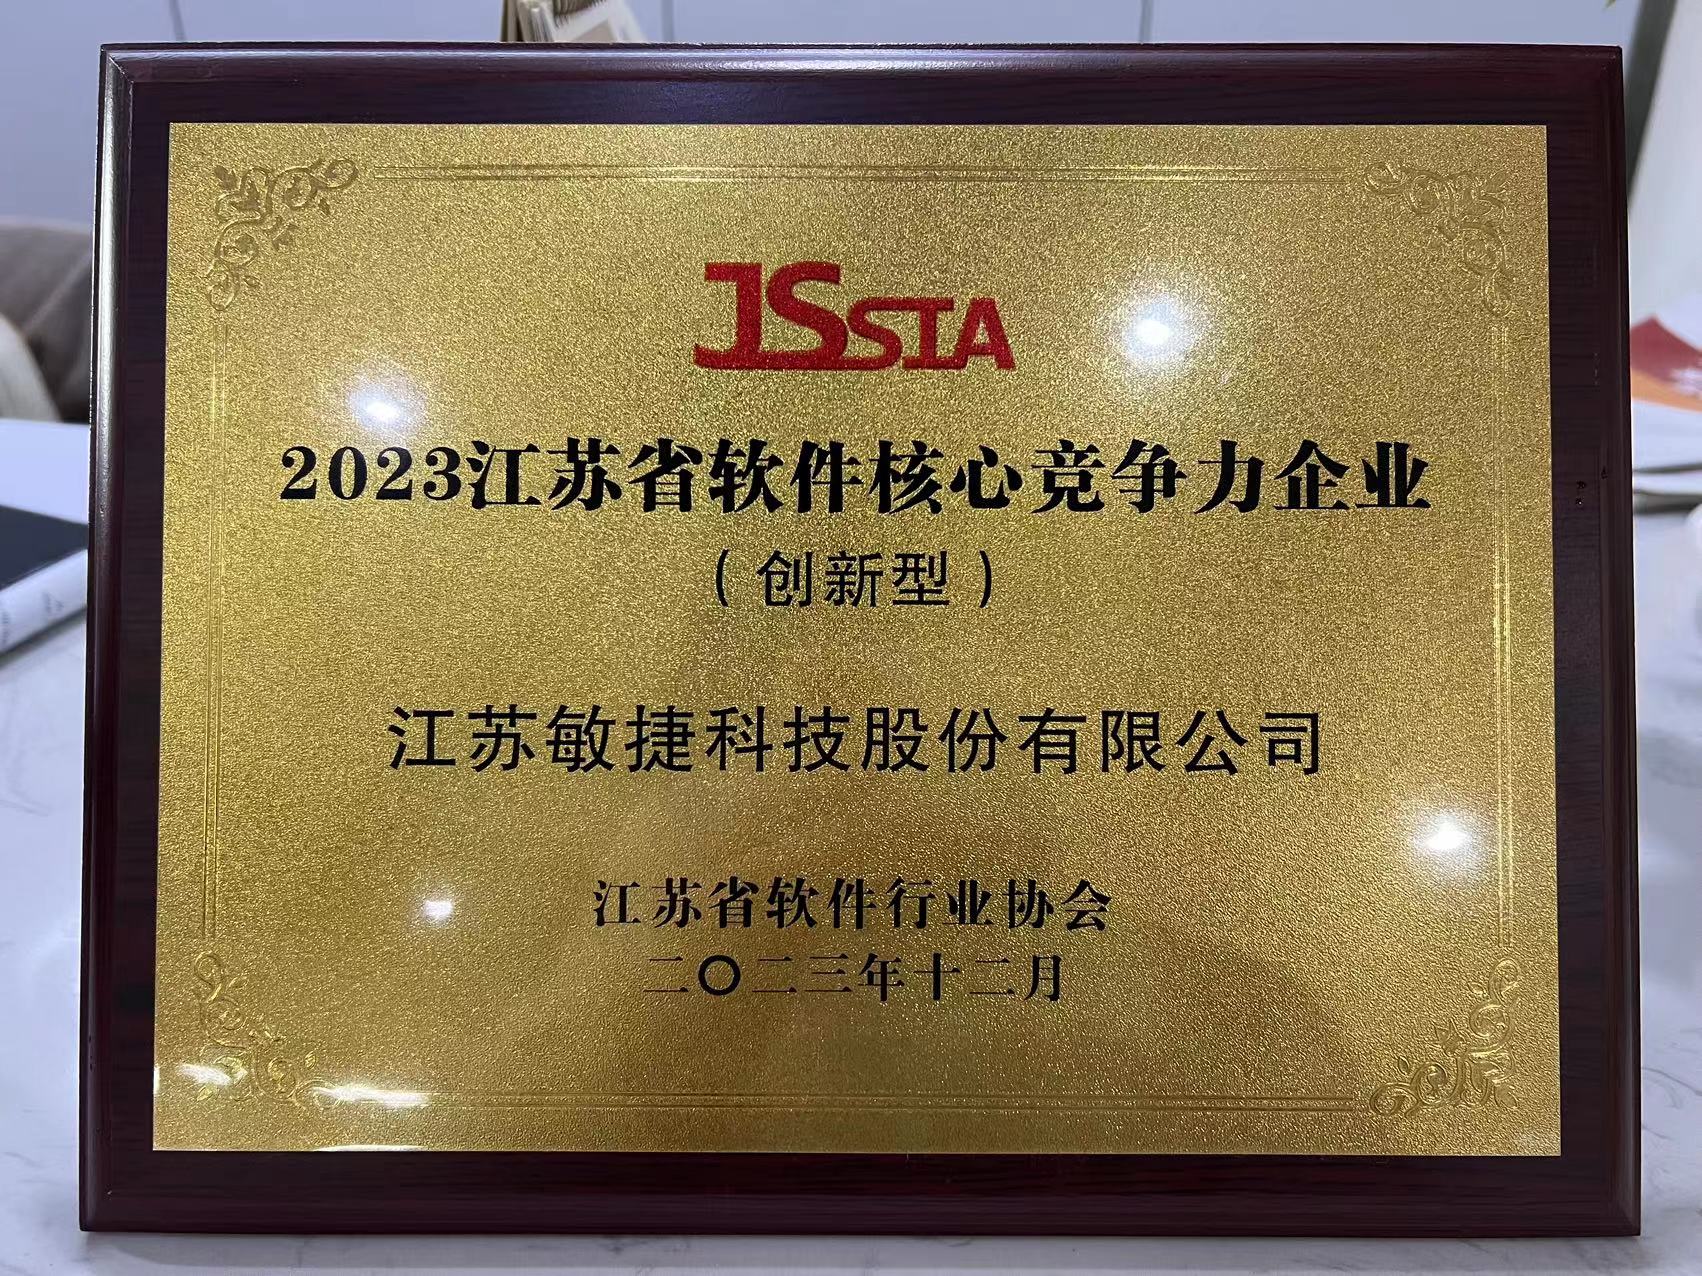 JSSIA
2023江苏省软件核心竞争力企业
（创新型）
江苏敏捷科技股份有限公司
江苏省软件行业协会
二〇二三年十二月